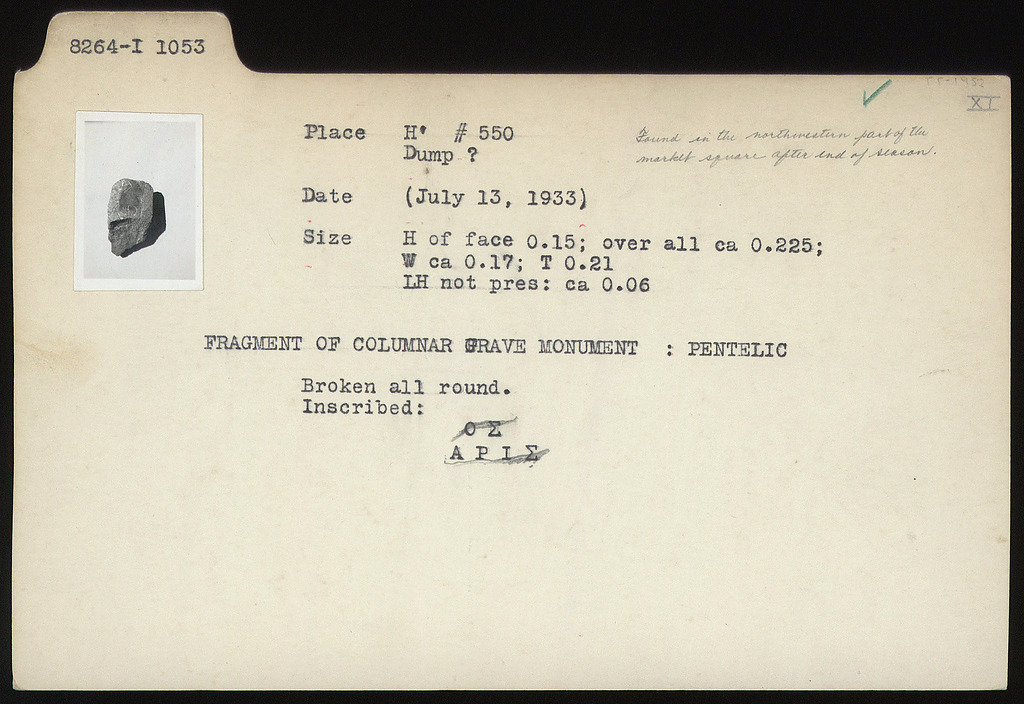 8264-I 1053
XI
Place H' # 550
Dump ?
Found in the northwestern part of the
market square after end of season.
Date (July 13, 1933)
Size H of face 0.15; over all ca 0.225;
W ca 0.17; T 0.21
LH not pres: ca 0.06
FRAGMENT OF COLUMNAR GRAVE MONUMENT : PENTELIC
Broken all round.
Inscribed:
Ο Σ
Α Ρ Ι Σ